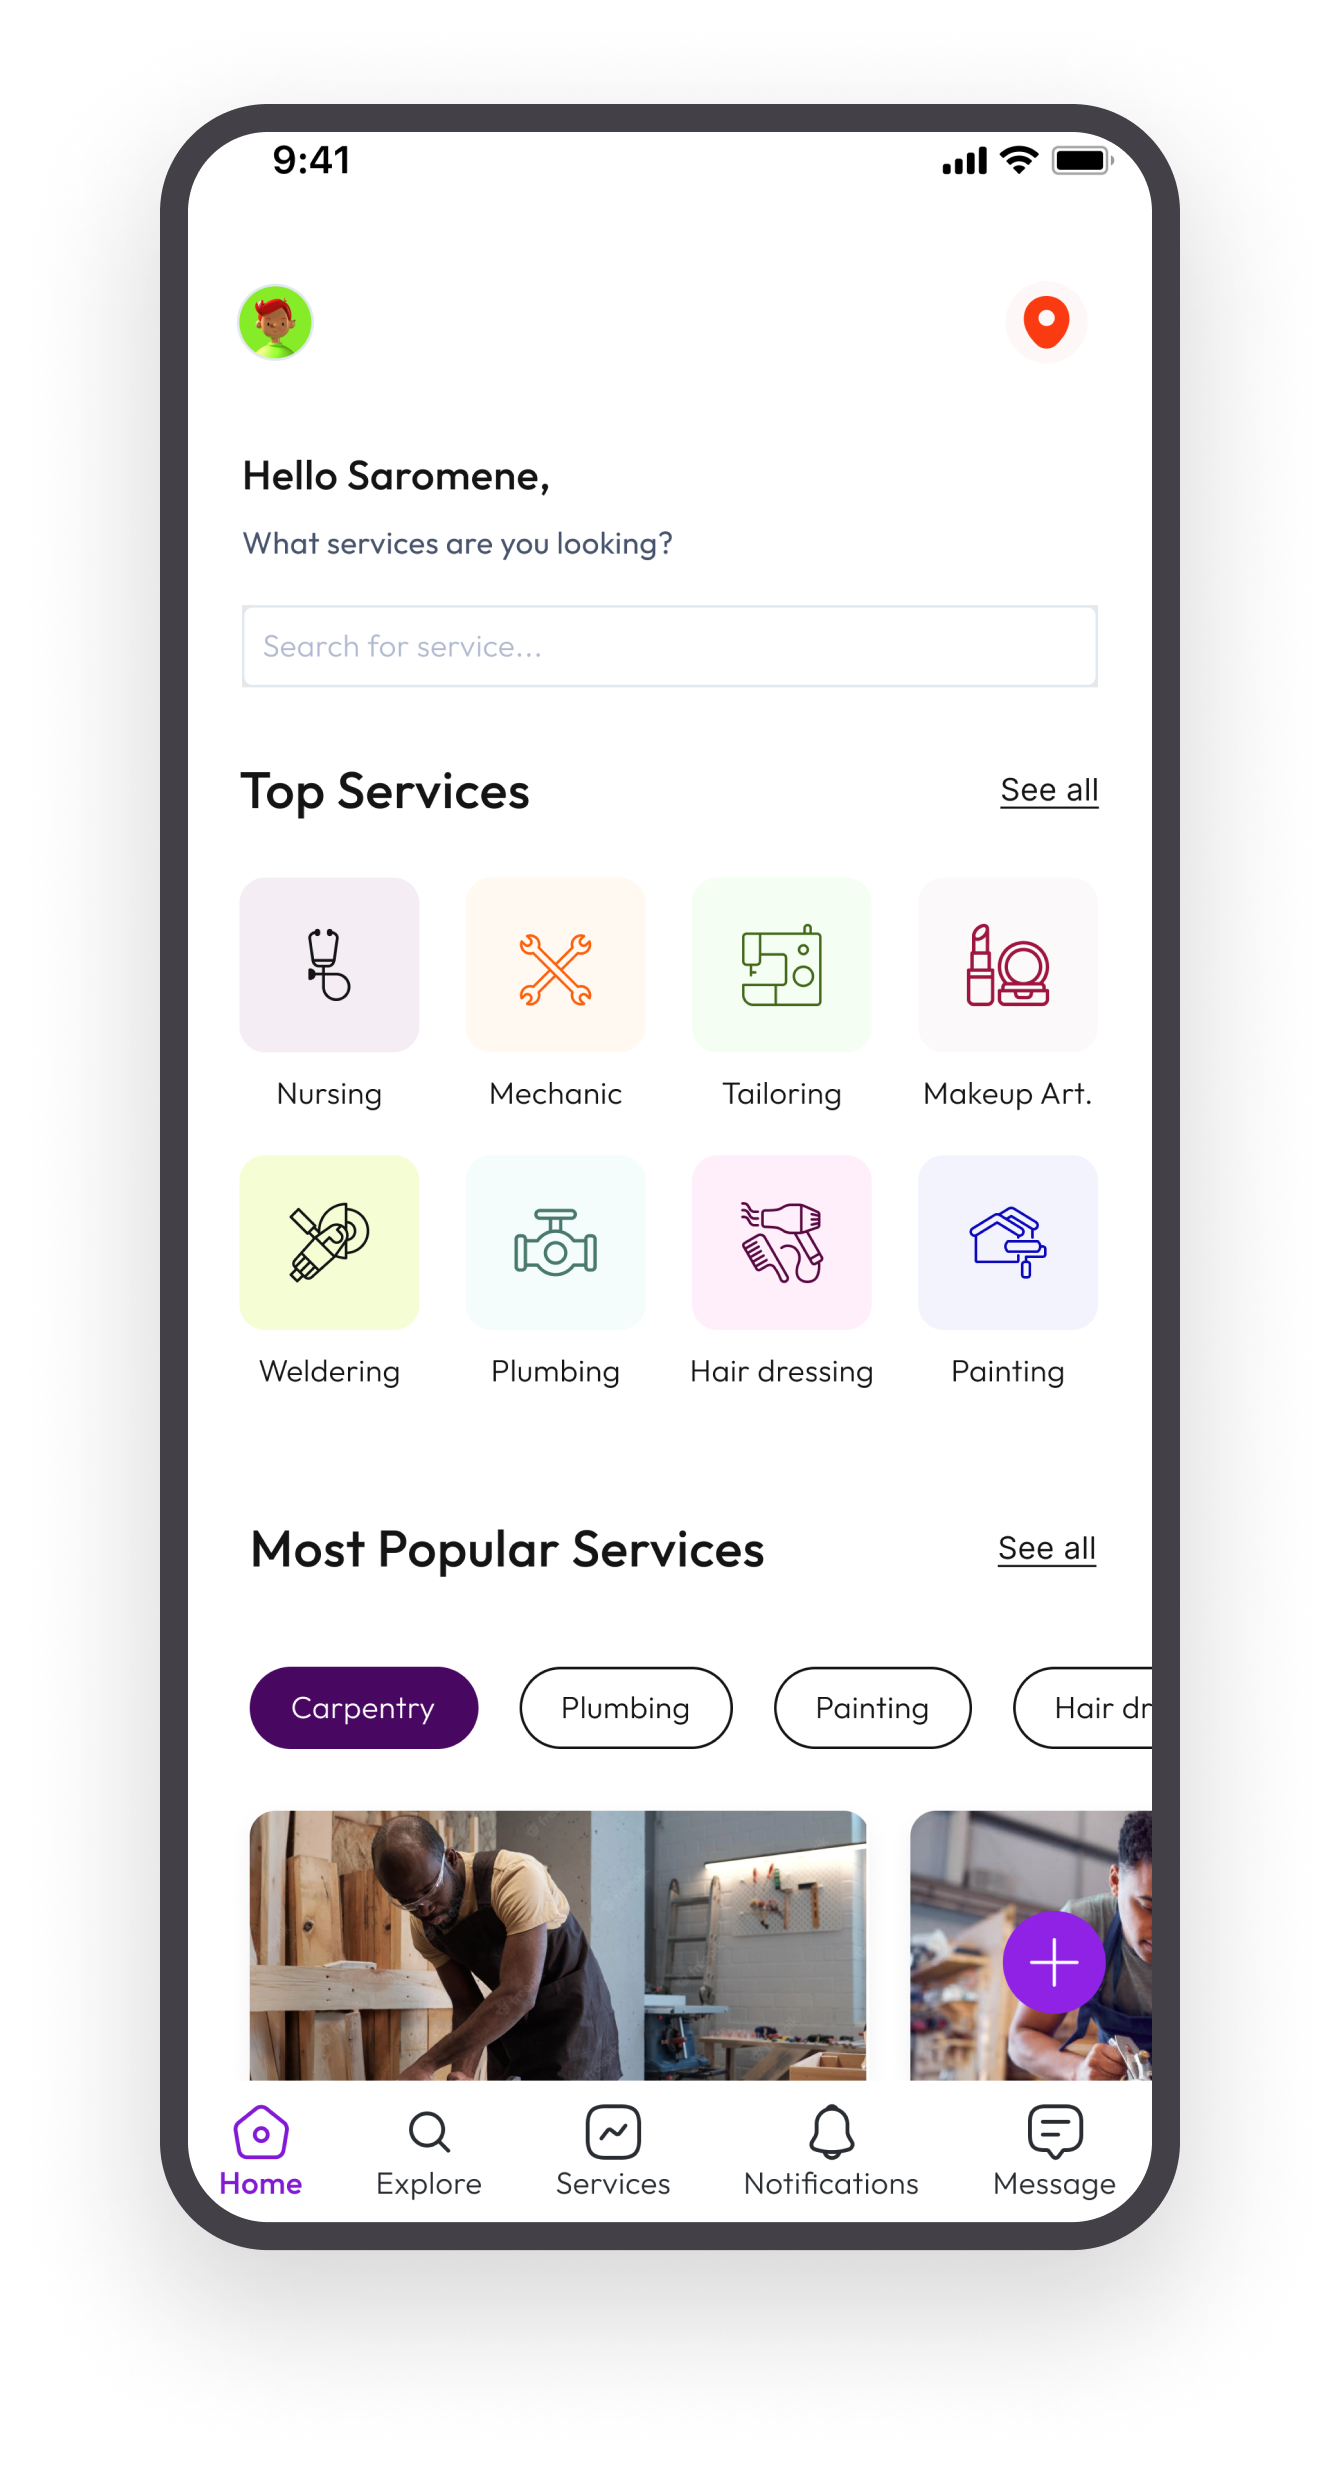 9:41
Hello Saromene,
What services are you looking?
Search for service...
Top Services
See all
Nursing
Mechanic
Tailoring
Makeup Art.
Weldering
Plumbing
Hair dressing
Painting
Most Popular Services
See all
Carpentry
Plumbing
Painting
Hair dr
Home
Explore
Services
Notifications
Message